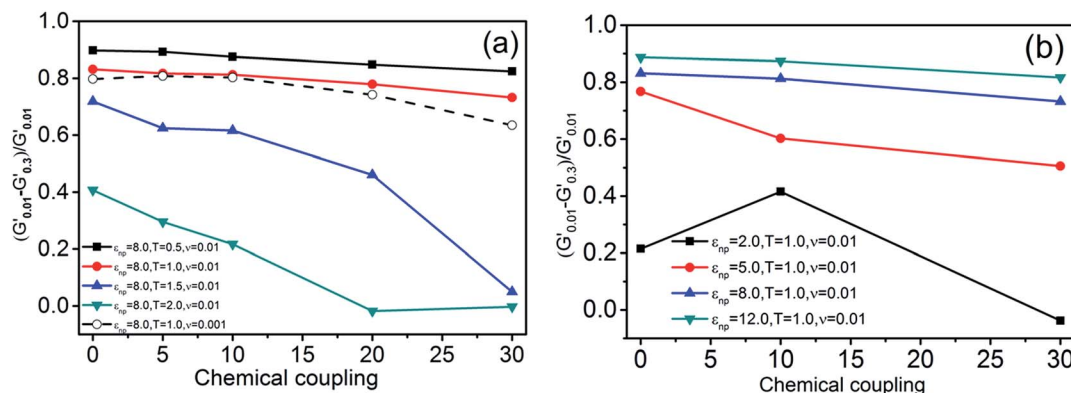 (a)
1.0
0.8
0.6
0.4
0.2
0.0
(G'0.01-G'0.3)/G'0.01
εnp=8.0,T=0.5,ν=0.01
εnp=8.0,T=1.0,ν=0.01
εnp=8.0,T=1.5,ν=0.01
εnp=8.0,T=2.0,ν=0.01
εnp=8.0,T=1.0,ν=0.001
0 5 10 15 20 25 30
Chemical coupling
(b)
1.0
0.8
0.6
0.4
0.2
0.0
(G'0.01-G'0.3)/G'0.01
εnp=2.0,T=1.0,ν=0.01
εnp=5.0,T=1.0,ν=0.01
εnp=8.0,T=1.0,ν=0.01
εnp=12.0,T=1.0,ν=0.01
0 5 10 15 20 25 30
Chemical coupling